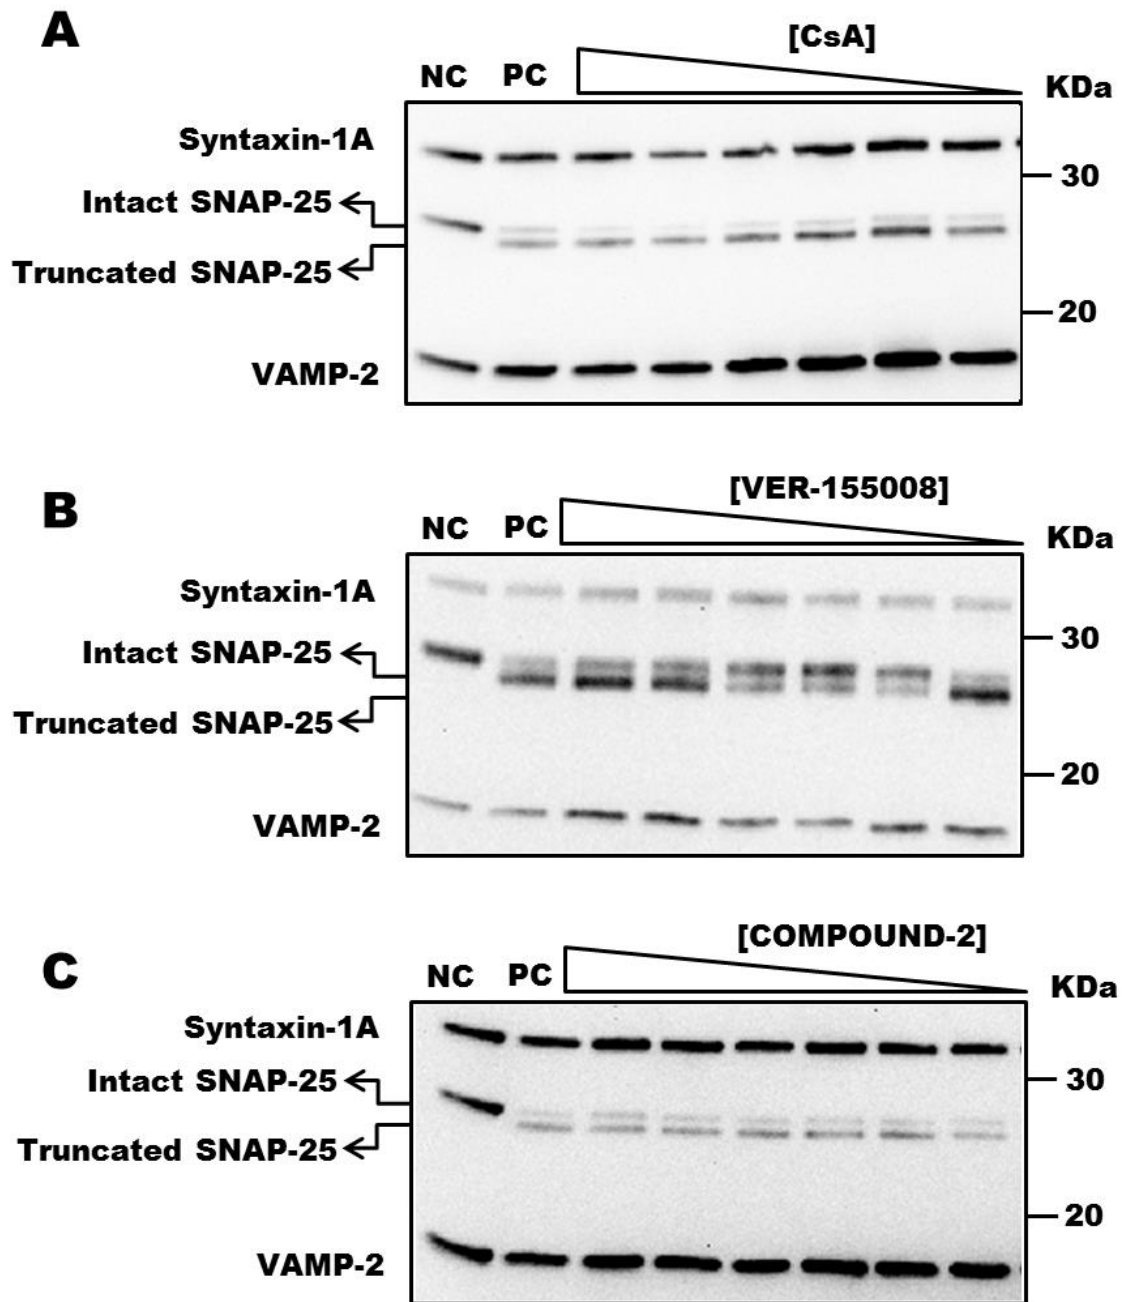 A
[CsA]
NC PC
KDa
Syntaxin-1A
30
Intact SNAP-25
Truncated SNAP-25
20
VAMP-2
B
[VER-155008]
NC PC
KDa
Syntaxin-1A
30
Intact SNAP-25
Truncated SNAP-25
20
VAMP-2
C
[COMPOUND-2]
NC PC
KDa
Syntaxin-1A
30
Intact SNAP-25
Truncated SNAP-25
20
VAMP-2